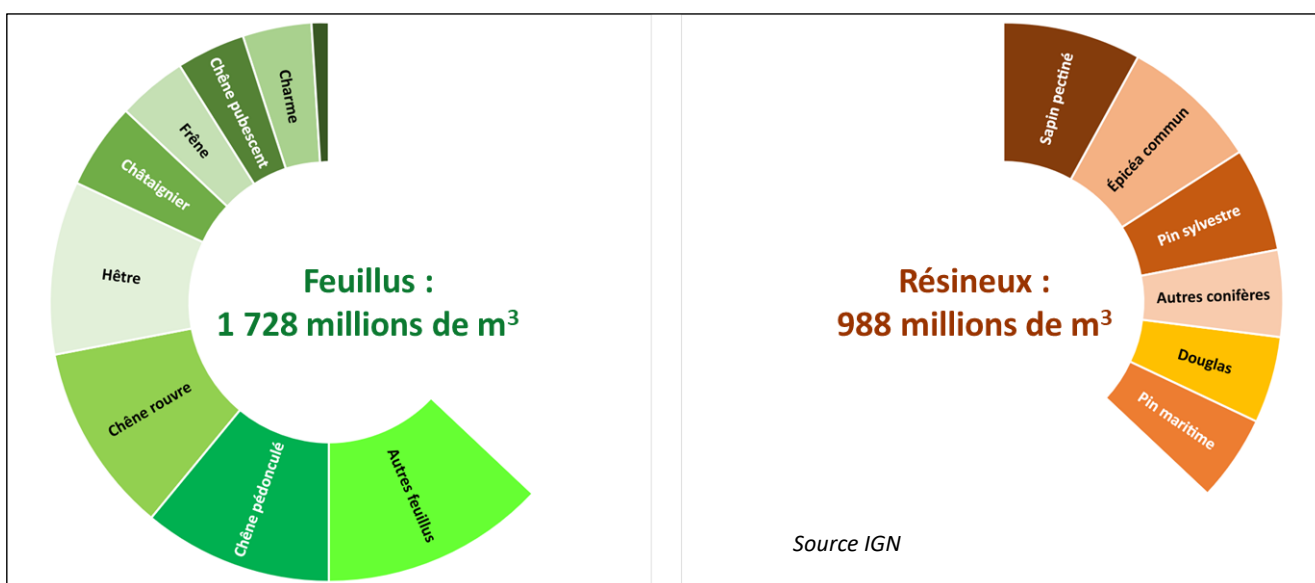 Charme
Chêne pubescent
Frêne
Châtaignier
Hêtre
Chêne rouvre
Chêne pédonculé
Autres feuillus
Feuillus :
1 728 millions de m³
Sapin pectiné
Épicéa commun
Pin sylvestre
Autres conifères
Douglas
Pin maritime
Résineux :
988 millions de m³
Source IGN